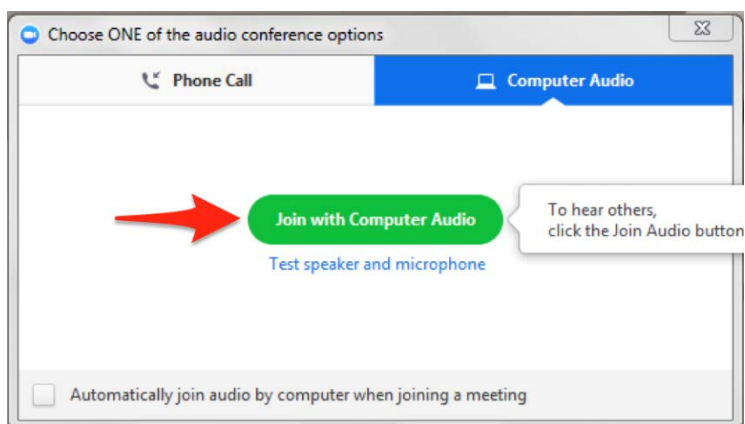 Choose ONE of the audio conference options
Phone Call
Computer Audio
Join with Computer Audio
To hear others,
click the Join Audio button
Test speaker and microphone
Automatically join audio by computer when joining a meeting